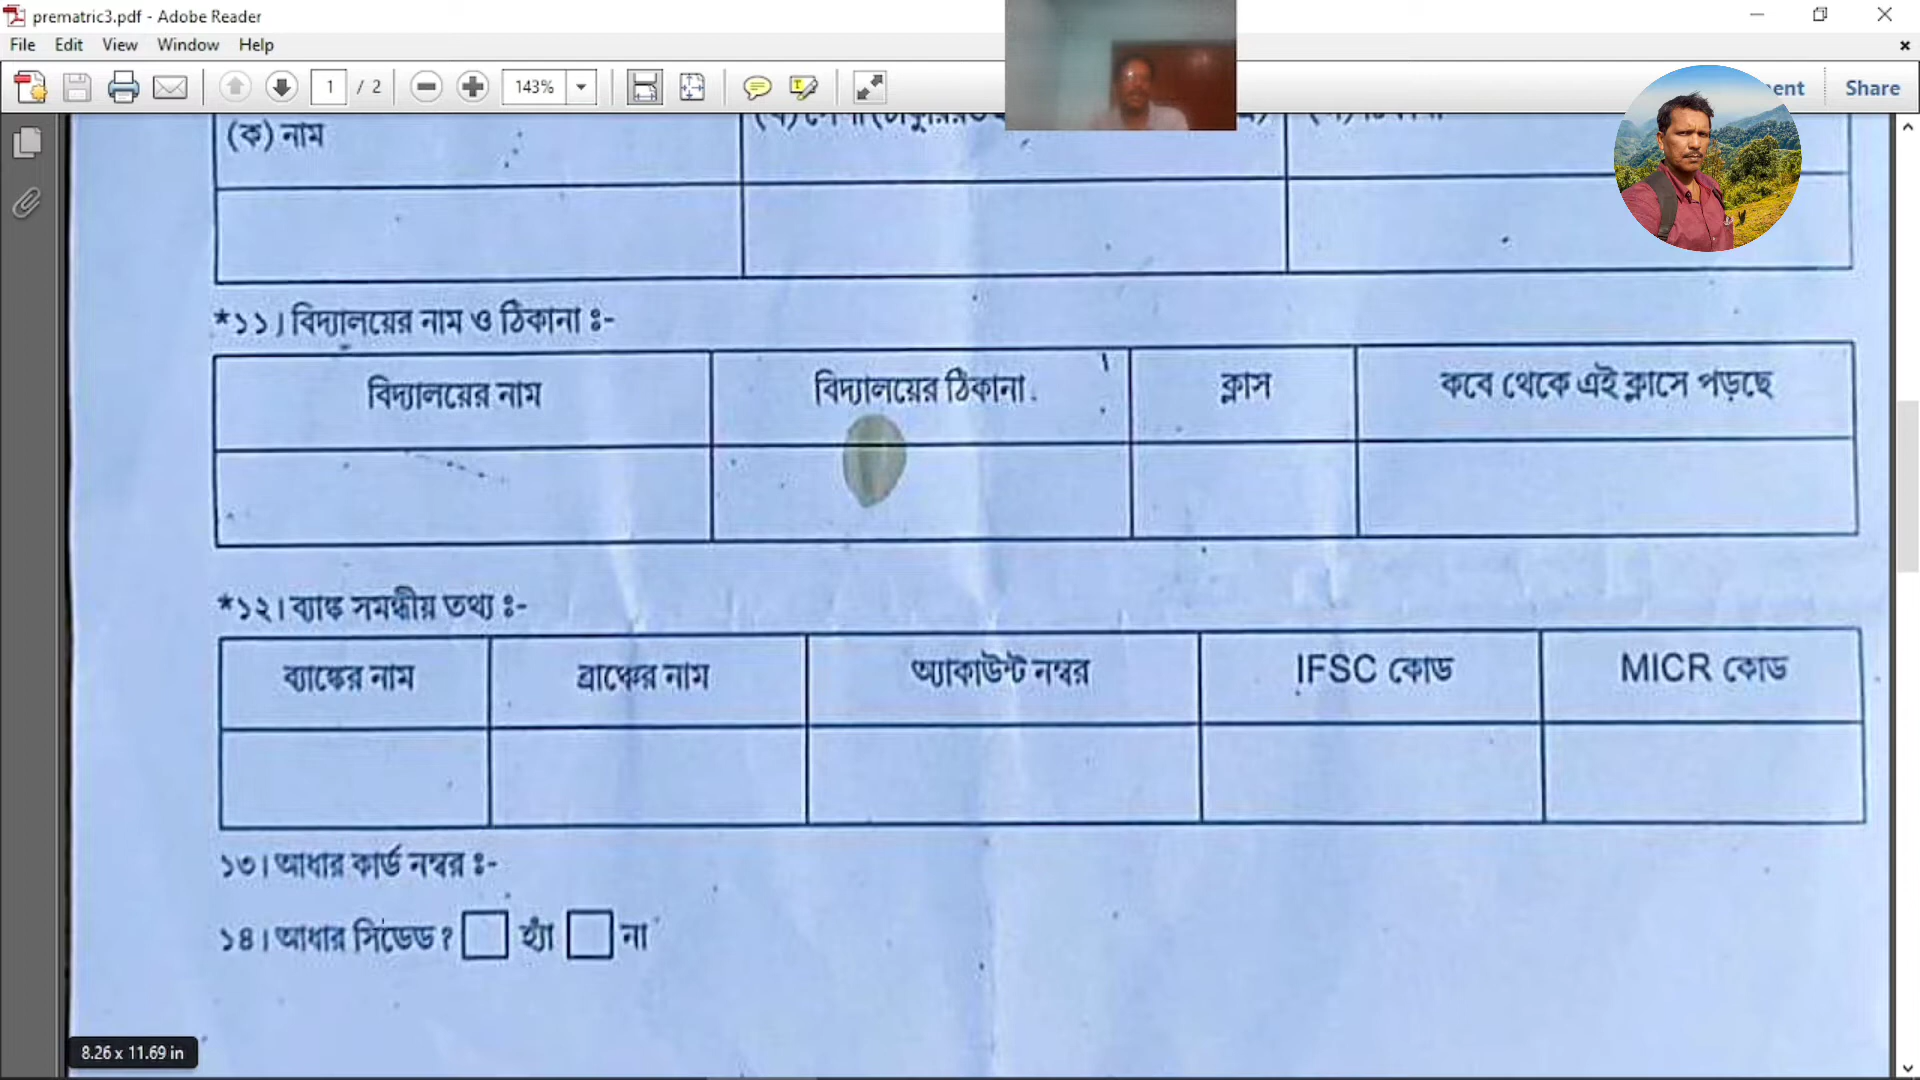 prematric3.pdf - Adobe Reader
File Edit View Window Help
1 / 2 143% Share
(ক) নাম
*১১। বিদ্যালয়ের নাম ও ঠিকানা ঃ-
বিদ্যালয়ের নাম বিদ্যালয়ের ঠিকানা. ক্লাস কবে থেকে এই ক্লাসে পড়ছে
*১২। ব্যাঙ্ক সমন্ধীয় তথ্য ঃ-
ব্যাঙ্কের নাম ব্রাঞ্চের নাম অ্যাকাউন্ট নম্বর IFSC কোড MICR কোড
১৩। আধার কার্ড নম্বর ঃ-
১৪। আধার সিডেড ? হ্যাঁ না
8.26 x 11.69 in